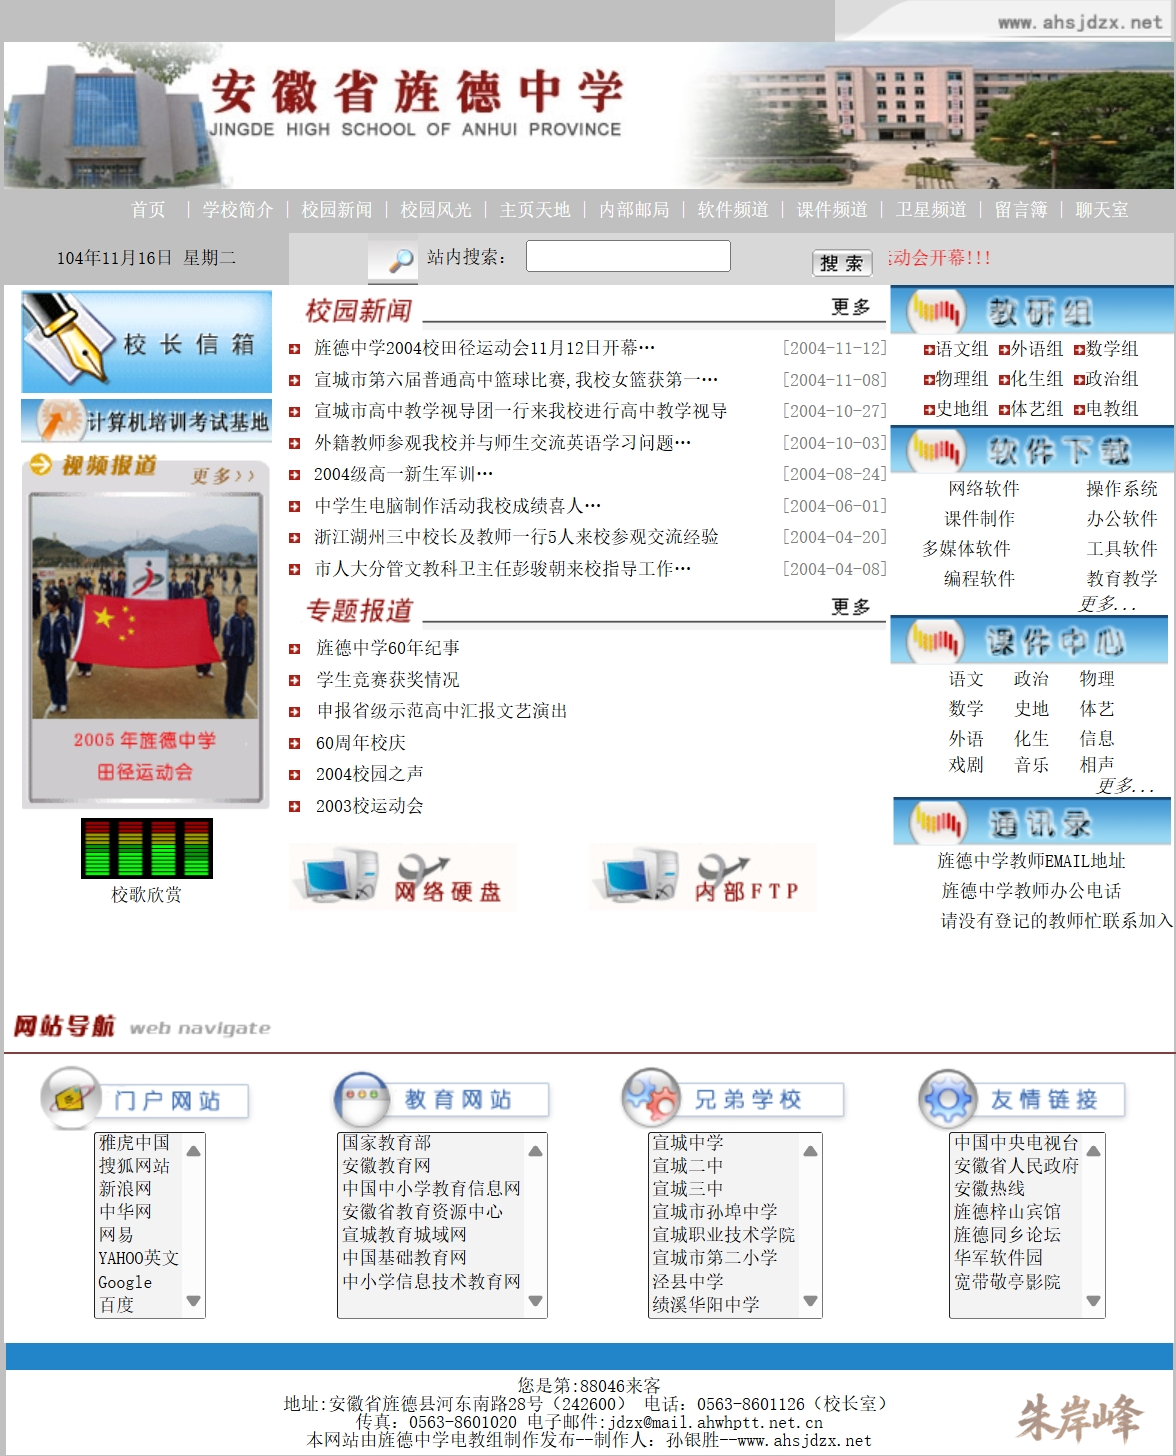 www.ahsjdzx.net
安徽省旌德中学
JINGDE HIGH SCHOOL OF ANHUI PROVINCE
首页 | 学校简介 | 校园新闻 | 校园风光 | 主页天地 | 内部邮局 | 软件频道 | 课件频道 | 卫星频道 | 留言簿 | 聊天室
104年11月16日 星期二
站内搜索:
搜索
运动会开幕!!!
校长信箱
计算机培训考试基地
视频报道
更多>>
2005 年旌德中学
田径运动会
校歌欣赏
校园新闻 更多
旌德中学2004校田径运动会11月12日开幕… [2004-11-12]
宣城市第六届普通高中篮球比赛,我校女篮获第一… [2004-11-08]
宣城市高中教学视导团一行来我校进行高中教学视导 [2004-10-27]
外籍教师参观我校并与师生交流英语学习问题… [2004-10-03]
2004级高一新生军训… [2004-08-24]
中学生电脑制作活动我校成绩喜人… [2004-06-01]
浙江湖州三中校长及教师一行5人来校参观交流经验 [2004-04-20]
市人大分管文教科卫主任彭骏朝来校指导工作… [2004-04-08]
专题报道 更多
旌德中学60年纪事
学生竞赛获奖情况
申报省级示范高中汇报文艺演出
60周年校庆
2004校园之声
2003校运动会
网络硬盘
内部FTP
教研组
语文组 外语组 数学组
物理组 化生组 政治组
史地组 体艺组 电教组
软件下载
网络软件 操作系统
课件制作 办公软件
多媒体软件 工具软件
编程软件 教育教学
更多...
课件中心
语文 政治 物理
数学 史地 体艺
外语 化生 信息
戏剧 音乐 相声
更多...
通讯录
旌德中学教师EMAIL地址
旌德中学教师办公电话
请没有登记的教师忙联系加入
网站导航 web navigate
门户网站
雅虎中国
搜狐网站
新浪网
中华网
网易
YAHOO英文
Google
百度
教育网站
国家教育部
安徽教育网
中国中小学教育信息网
安徽省教育资源中心
宣城教育城域网
中国基础教育网
中小学信息技术教育网
兄弟学校
宣城中学
宣城二中
宣城三中
宣城市孙埠中学
宣城职业技术学院
宣城市第二小学
泾县中学
绩溪华阳中学
友情链接
中国中央电视台
安徽省人民政府
安徽热线
旌德梓山宾馆
旌德同乡论坛
华军软件园
宽带敬亭影院
您是第:88046来客
地址:安徽省旌德县河东南路28号（242600） 电话: 0563-8601126（校长室）
传真: 0563-8601020 电子邮件:jdzx@mail.ahwhptt.net.cn
本网站由旌德中学电教组制作发布--制作人: 孙银胜--www.ahsjdzx.net
朱岸峰